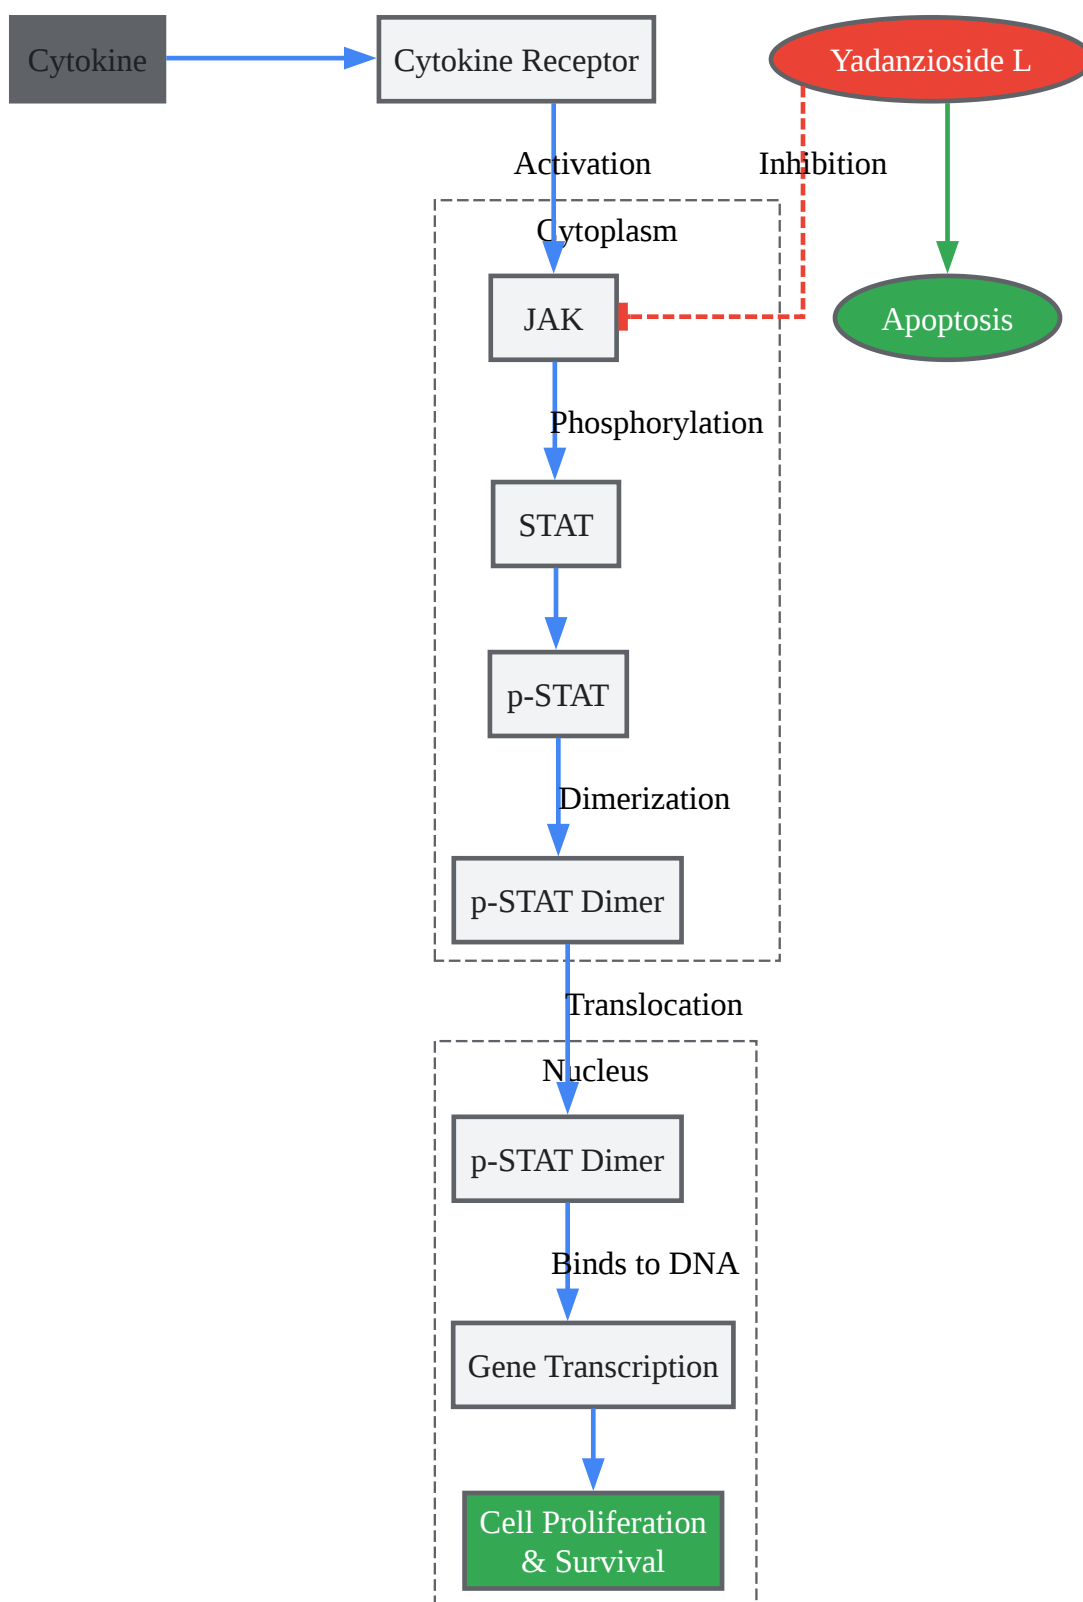 Cytokine
Cytokine Receptor
Yadanzioside L
Activation
Inhibition
Cytoplasm
JAK
Apoptosis
Phosphorylation
STAT
p-STAT
Dimerization
p-STAT Dimer
Translocation
Nucleus
p-STAT Dimer
Binds to DNA
Gene Transcription
Cell Proliferation
& Survival